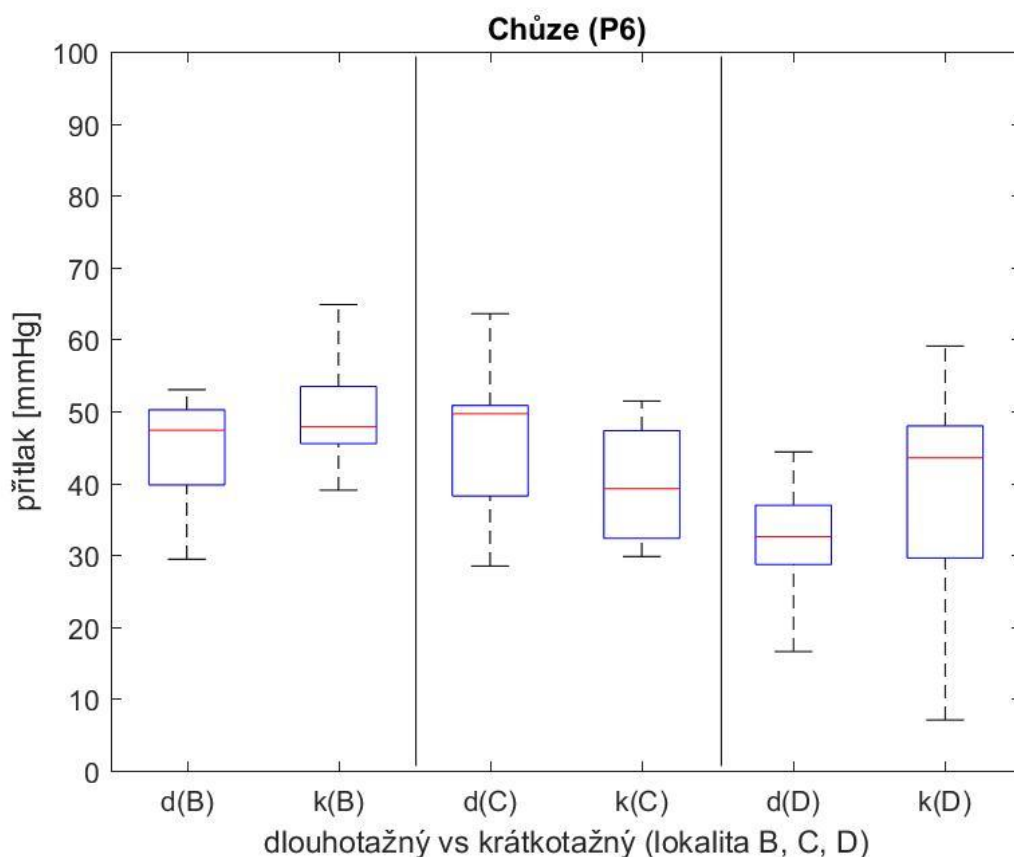 Chůze (P6)
100
90
80
70
60
50
40
30
20
10
0
přítlak [mmHg]
d(B)
k(B)
d(C)
k(C)
d(D)
k(D)
dlouhotažný vs krátkotažný (lokalita B, C, D)